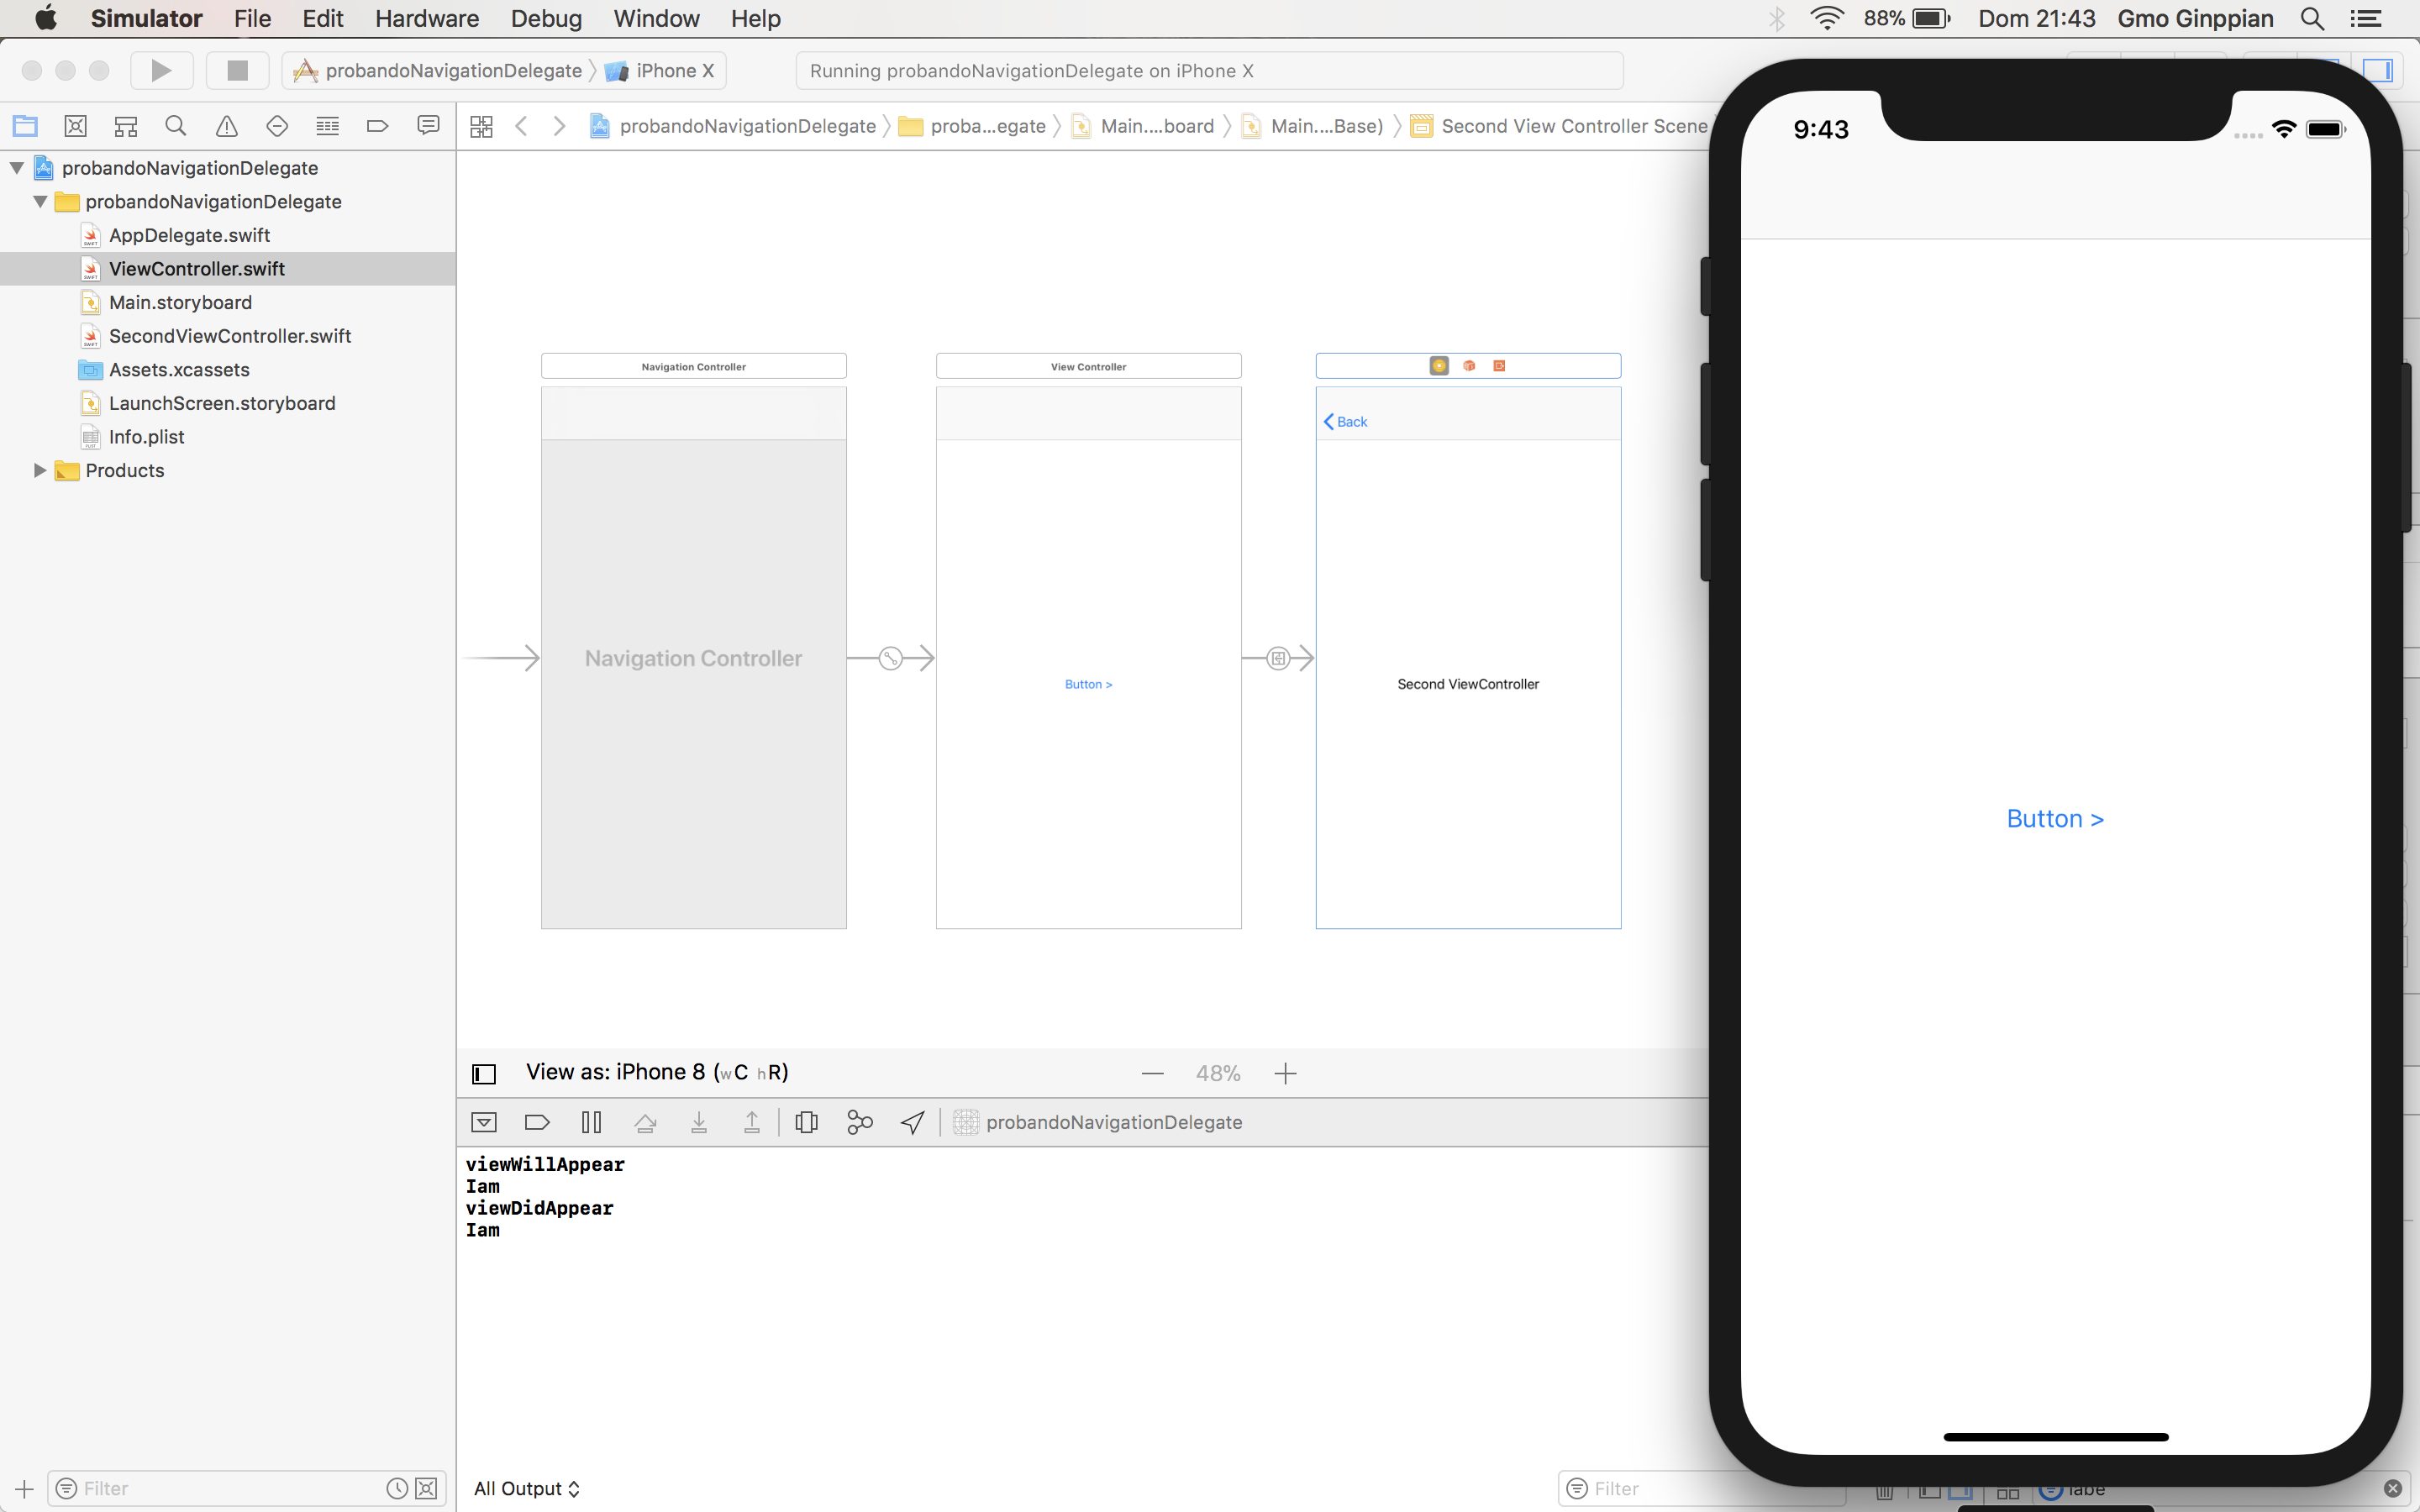 Simulator File Edit Hardware Debug Window Help 88% Dom 21:43 Gmo Ginppian
probandoNavigationDelegate iPhone X Running probandoNavigationDelegate on iPhone X
probandoNavigationDelegate proba...egate Main....board Main....Base) Second View Controller Scene
probandoNavigationDelegate
probandoNavigationDelegate
AppDelegate.swift
ViewController.swift
Main.storyboard
SecondViewController.swift
Assets.xcassets
LaunchScreen.storyboard
Info.plist
Products
Filter
Navigation Controller
Navigation Controller
View Controller
Button >
Back
Second ViewController
View as: iPhone 8 (wC hR) 48%
probandoNavigationDelegate
viewWillAppear
Iam
viewDidAppear
Iam
All Output
Filter
labe
9:43
Button >